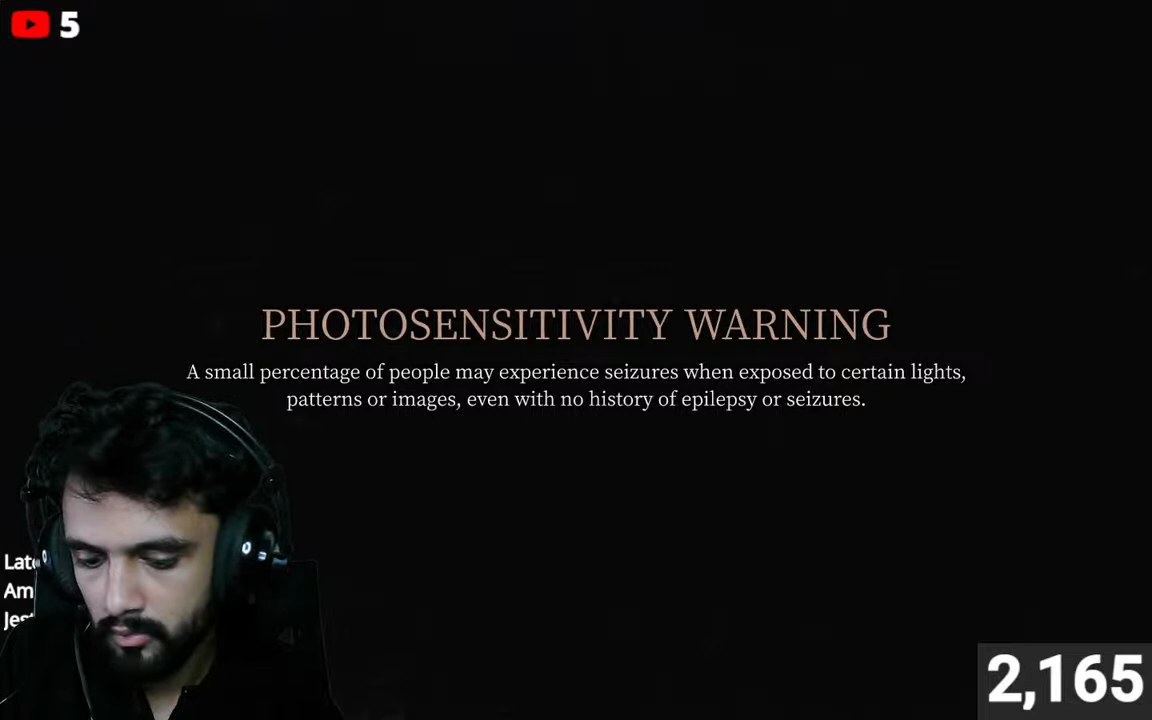 5
PHOTOSENSITIVITY WARNING
A small percentage of people may experience seizures when exposed to certain lights,
patterns or images, even with no history of epilepsy or seizures.
2,165